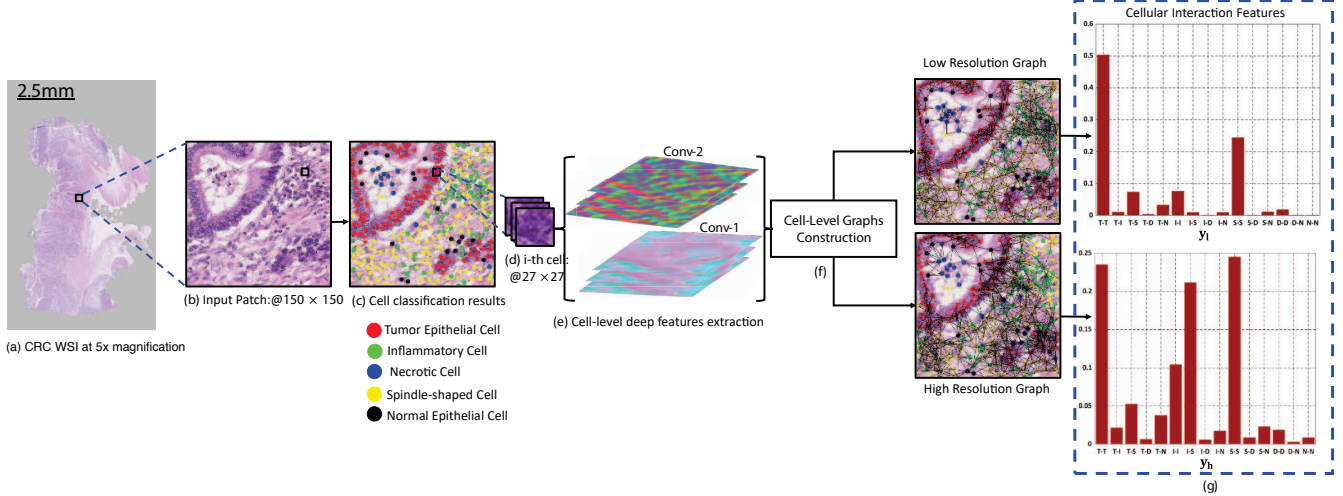 2.5mm
(a) CRC WSI at 5x magnification
(b) Input Patch:@150 × 150
(c) Cell classification results
Tumor Epithelial Cell
Inflammatory Cell
Necrotic Cell
Spindle-shaped Cell
Normal Epithelial Cell
(d) i-th cell:
@27 ×27
Conv-2
Conv-1
(e) Cell-level deep features extraction
Cell-Level Graphs
Construction
(f)
Low Resolution Graph
High Resolution Graph
Cellular Interaction Features
0.6
0.5
0.4
0.3
0.2
0.1
0
T-T T-I T-S T-D T-N I-I I-S I-D I-N S-S S-D S-N D-D D-N N-N
yl
0.25
0.2
0.15
0.1
0.05
0
T-T T-I T-S T-D T-N I-I I-S I-D I-N S-S S-D S-N D-D D-N N-N
yh
(g)